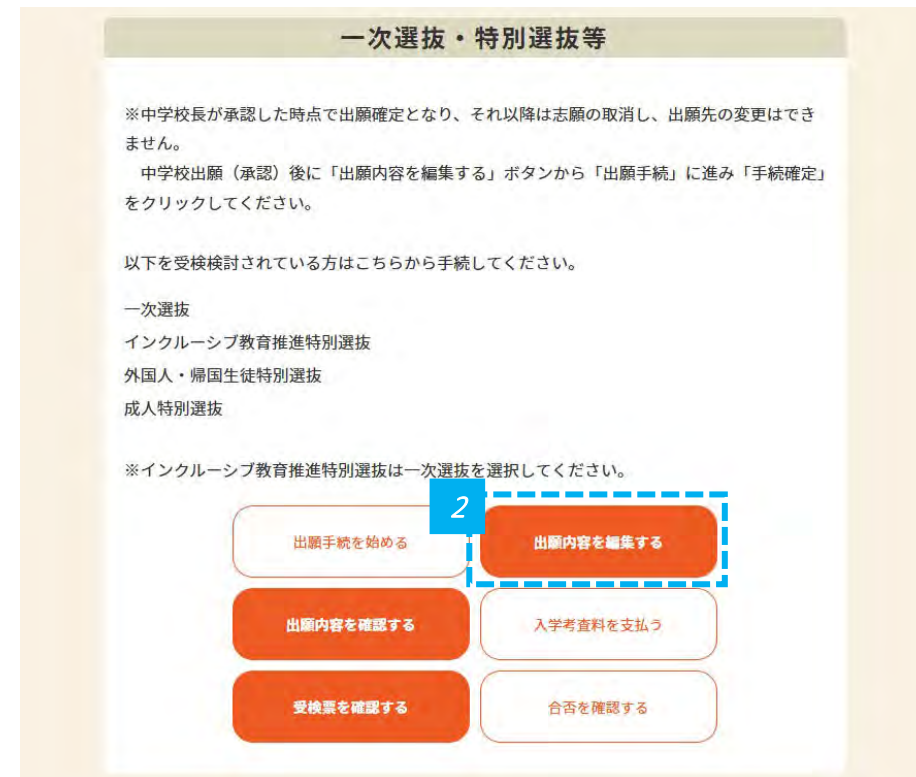 一次選抜・特別選抜等
※中学校長が承認した時点で出願確定となり、それ以降は志願の取消し、出願先の変更はでき
ません。
　中学校出願（承認）後に「出願内容を編集する」ボタンから「出願手続」に進み「手続確定」
をクリックしてください。
以下を受検検討されている方はこちらから手続してください。
一次選抜
インクルーシブ教育推進特別選抜
外国人・帰国生徒特別選抜
成人特別選抜
※インクルーシブ教育推進特別選抜は一次選抜を選択してください。
2
出願手続を始める
出願内容を編集する
出願内容を確認する
入学考査料を支払う
受検票を確認する
合否を確認する